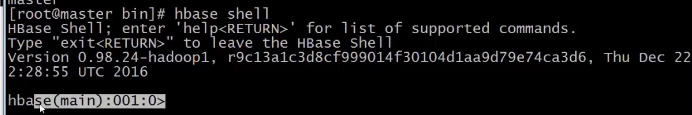 [root@master bin]# hbase shell
HBase Shell; enter 'help<RETURN>' for list of supported commands.
Type "exit<RETURN>" to leave the HBase Shell
Version 0.98.24-hadoop1, r9c13a1c3d8cf999014f30104d1aa9d79e74ca3d6, Thu Dec 22
2:28:55 UTC 2016
hbase(main):001:0>